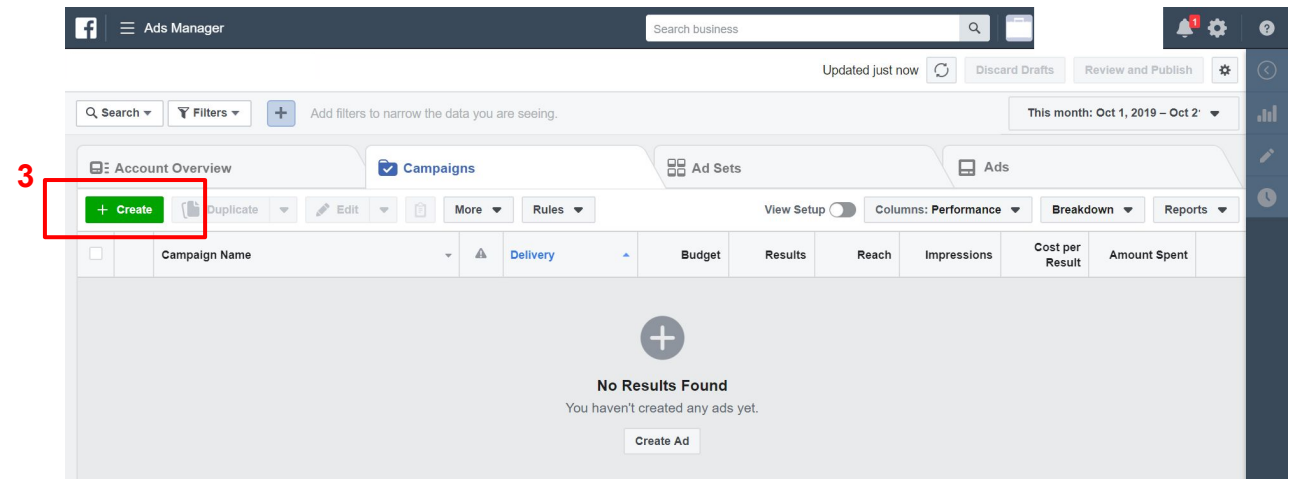 f Ads Manager Search business 1 ?
Updated just now Discard Drafts Review and Publish
Search Filters + Add filters to narrow the data you are seeing. This month: Oct 1, 2019 – Oct 2
Account Overview Campaigns Ad Sets Ads
3
+ Create Duplicate Edit More Rules View Setup Columns: Performance Breakdown Reports
Campaign Name Delivery Budget Results Reach Impressions Cost per Result Amount Spent
No Results Found
You haven't created any ads yet.
Create Ad